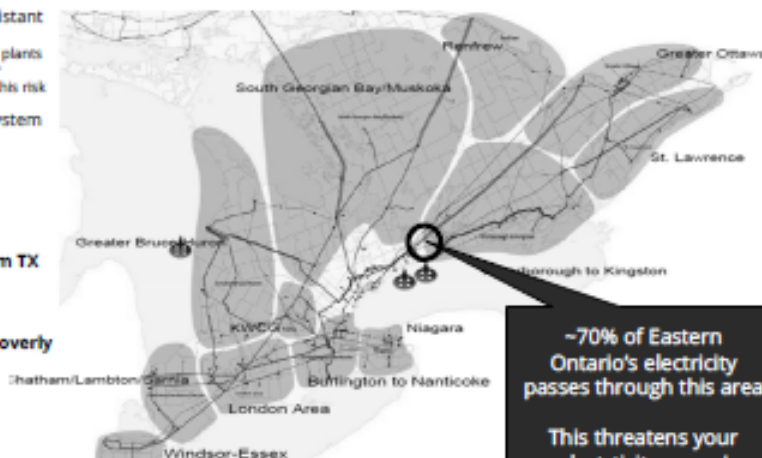 istant
plants
his risk
ystem
m TX
overly
Renfrew
Greater Ottawa
South Georgian Bay/Muskoka
St. Lawrence
Greater Bruce/Huron
borough to Kingston
Niagara
Chatham/Lambton/Sarnia
Burlington to Nanticoke
London Area
Windsor-Essex
~70% of Eastern
Ontario's electricity
passes through this area
This threatens your